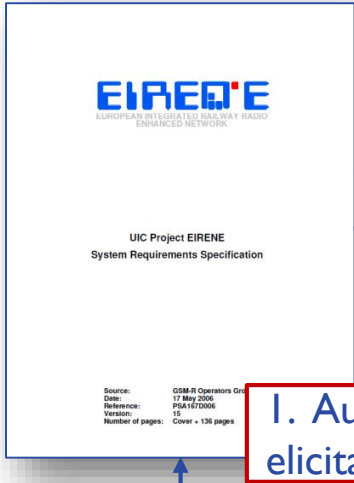 EIRENE
EUROPEAN INTEGRATED RAILWAY RADIO
ENHANCED NETWORK
UIC Project EIRENE
System Requirements Specification
Source: GSM-R Operators Gro
Date: 17 May 2006
Reference: PSA167D006
Version: 15
Number of pages: Cover + 136 pages
1. Au
elicita